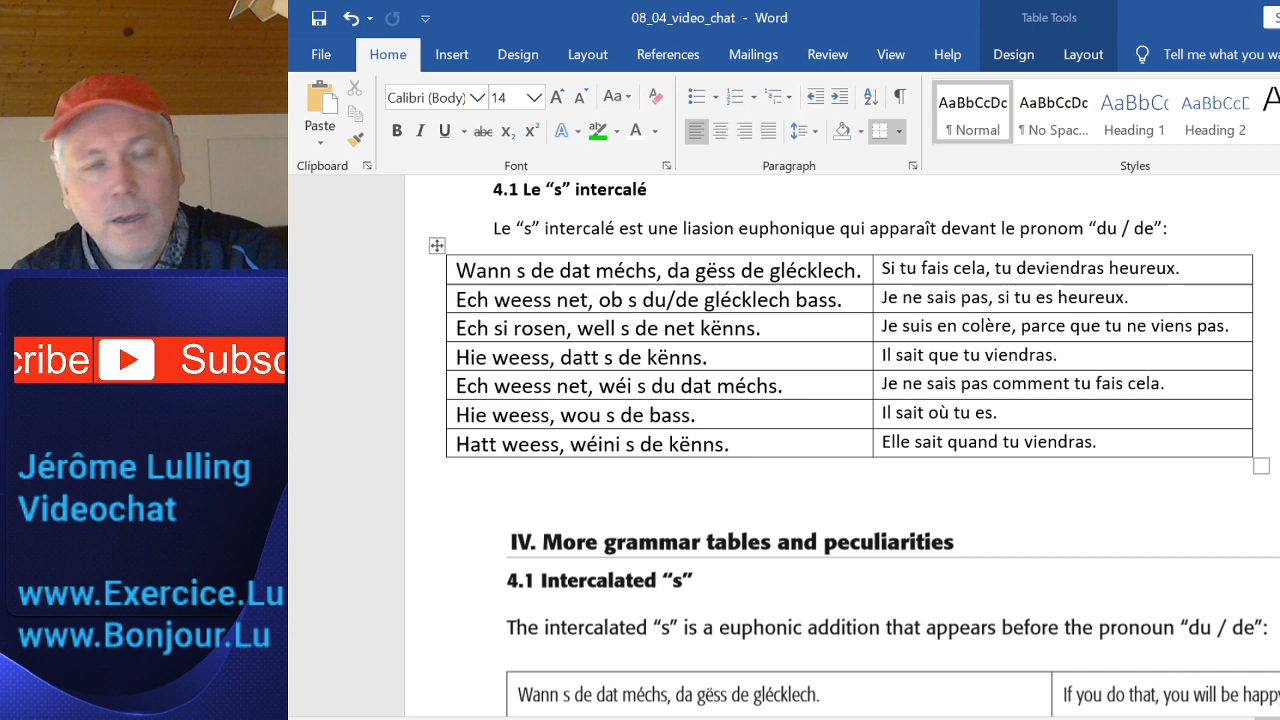 08_04_video_chat - Word
Table Tools
File Home Insert Design Layout References Mailings Review View Help Design Layout Tell me what you wa
Paste
Calibri (Body) 14
Aa
AaBbCcDc AaBbCcDc AaBbCc AaBbCcE
¶ Normal ¶ No Spac... Heading 1 Heading 2
Clipboard Font Paragraph Styles
4.1 Le “s” intercalé
Le “s” intercalé est une liasion euphonique qui apparaît devant le pronom “du / de”:
Wann s de dat méchs, da gëss de glécklech. Si tu fais cela, tu deviendras heureux.
Ech weess net, ob s du/de glécklech bass. Je ne sais pas, si tu es heureux.
Ech si rosen, well s de net kënns. Je suis en colère, parce que tu ne viens pas.
Hie weess, datt s de kënns. Il sait que tu viendras.
Ech weess net, wéi s du dat méchs. Je ne sais pas comment tu fais cela.
Hie weess, wou s de bass. Il sait où tu es.
Hatt weess, wéini s de kënns. Elle sait quand tu viendras.
IV. More grammar tables and peculiarities
4.1 Intercalated “s”
The intercalated “s” is a euphonic addition that appears before the pronoun “du / de”:
Wann s de dat méchs, da gëss de glécklech. If you do that, you will be happy
cribe Subsc
Jérôme Lulling
Videochat
www.Exercice.Lu
www.Bonjour.Lu